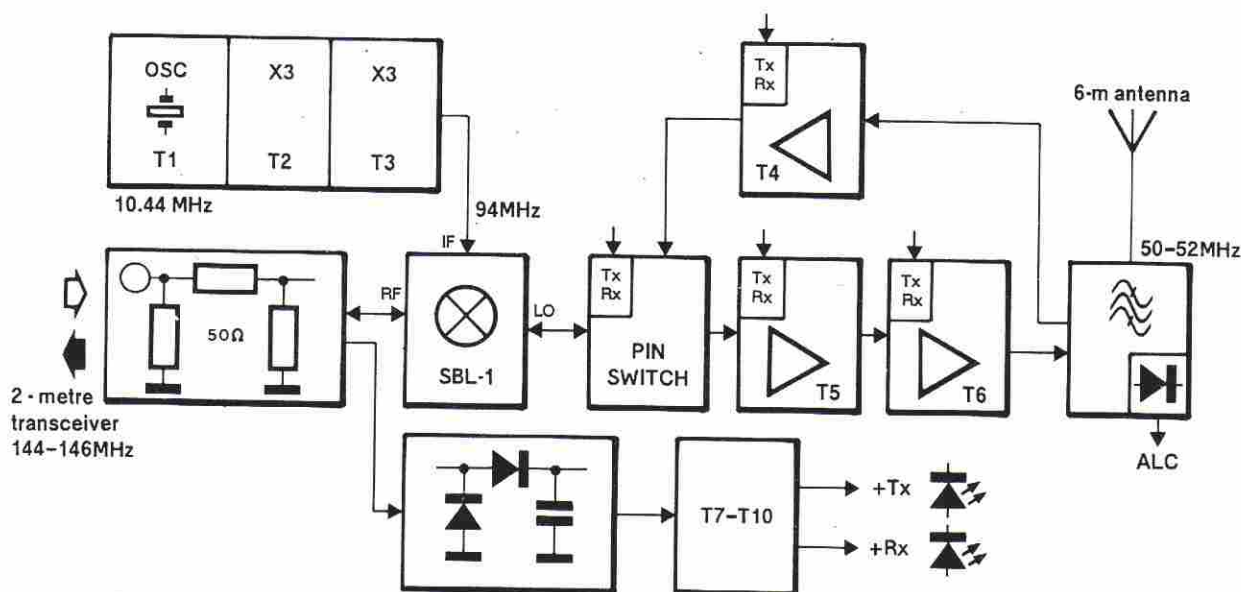 OSC
X3
X3
T1
T2
T3
10.44 MHz
94MHz
IF
RF
LO
50Ω
SBL-1
2 - metre
transceiver
144–146MHz
Tx
Rx
PIN
SWITCH
Tx
Rx
T4
Tx
Rx
T5
Tx
Rx
T6
6-m antenna
50–52MHz
ALC
T7–T10
+Tx
+Rx